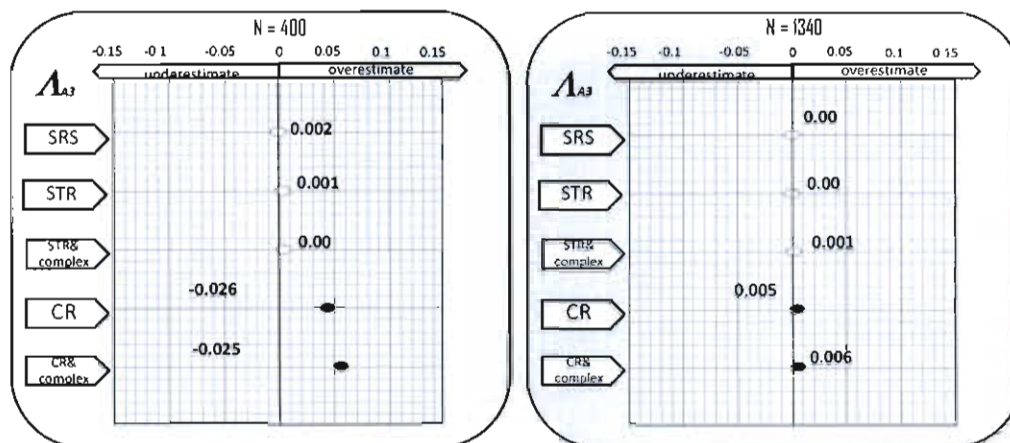 N = 400
-0.15 -0.1 -0.05 0 0.05 0.1 0.15
underestimate overestimate
ΛA3
SRS 0.002
STR 0.001
STR& complex 0.00
CR -0.026
CR& complex -0.025
N = 1340
-0.15 -0.1 -0.05 0 0.05 0.1 0.15
underestimate overestimate
ΛA3
SRS 0.00
STR 0.00
STR& complex 0.001
CR 0.005
CR& complex 0.006